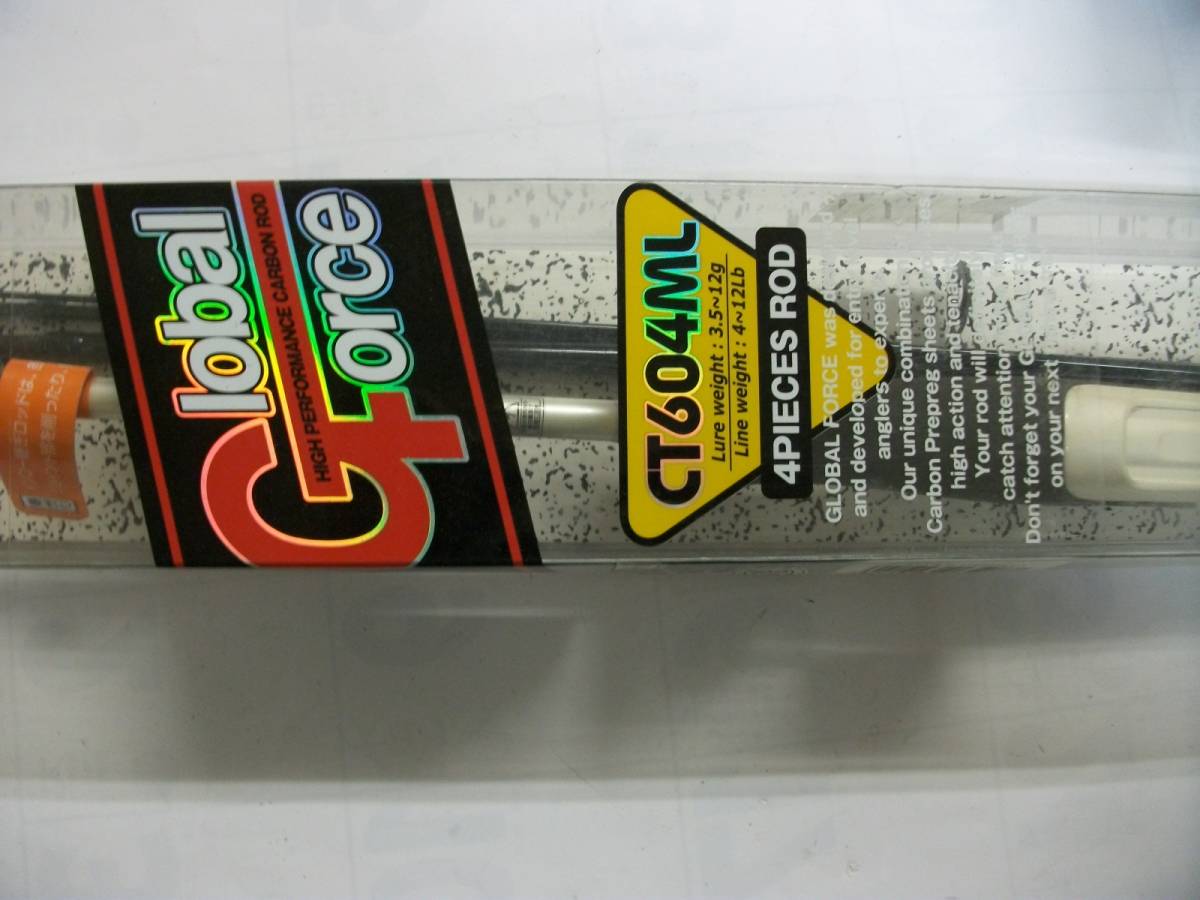 Global
HIGH PERFORMANCE CARBON ROD
Force
CT604ML
Lure weight : 3.5~12g
Line weight : 4~12Lb
4PIECES ROD
GLOBAL FORCE was
and developed for
anglers to
Our unique
Carbon Prepreg sheets
high action and
Your rod will
catch attention
Don't forget your
on your next